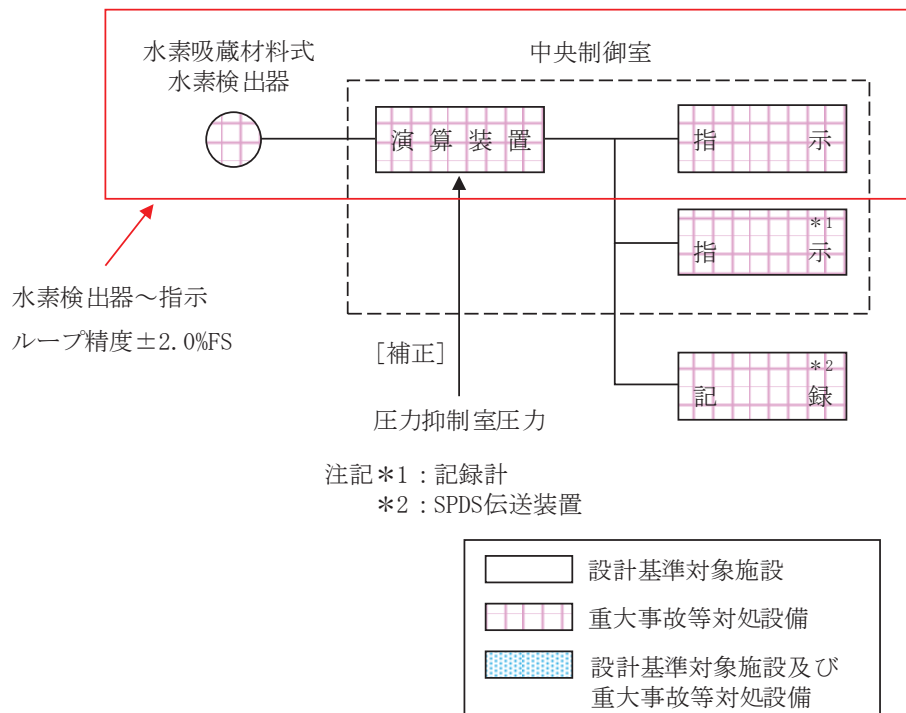 水素吸蔵材料式
水素検出器
中央制御室
演算装置
指示
*1
指示
水素検出器~指示
ループ精度±2.0%FS
[補正]
*2
記録
圧力抑制室圧力
注記*1:記録計
*2:SPDS伝送装置
設計基準対象施設
重大事故等対処設備
設計基準対象施設及び
重大事故等対処設備